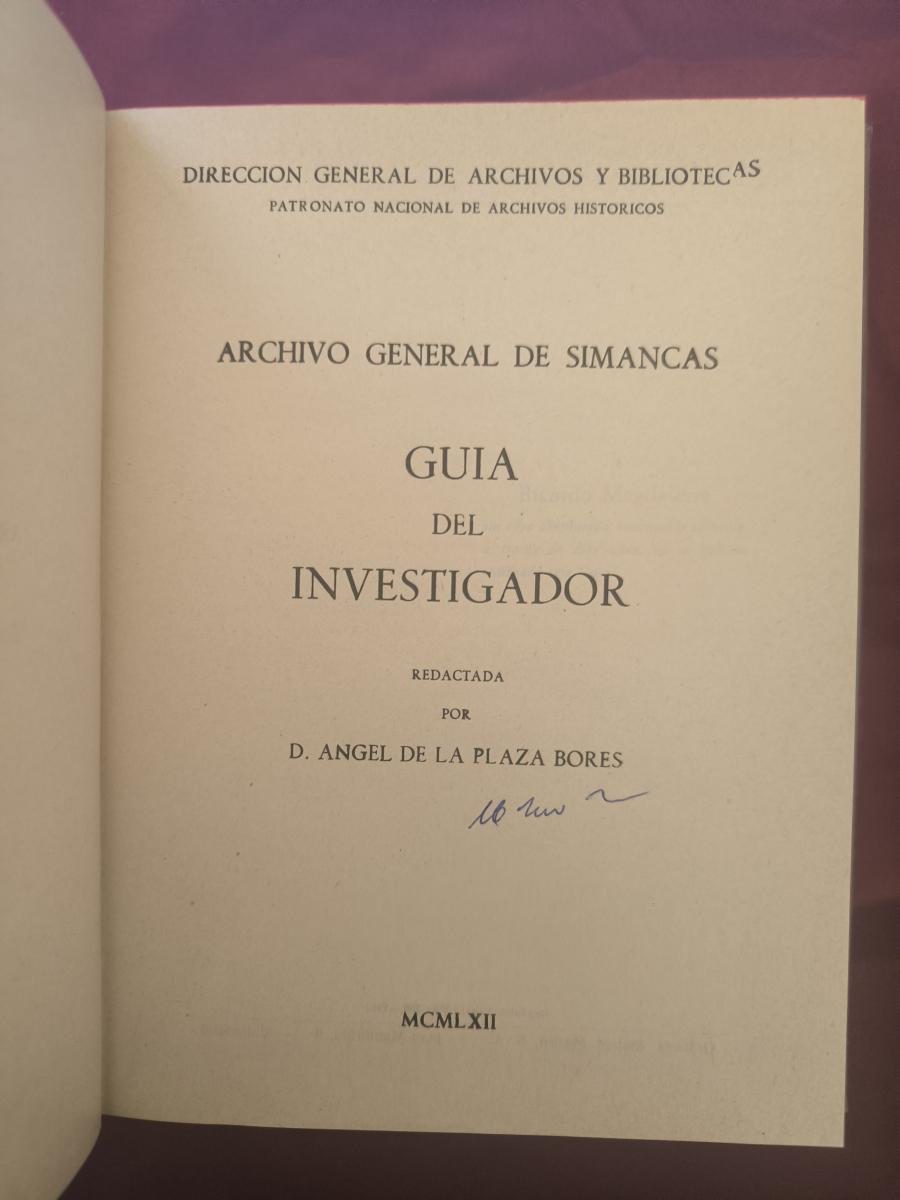 DIRECCION GENERAL DE ARCHIVOS Y BIBLIOTECAS
PATRONATO NACIONAL DE ARCHIVOS HISTORICOS
ARCHIVO GENERAL DE SIMANCAS
GUIA
DEL
INVESTIGADOR
REDACTADA
POR
D. ANGEL DE LA PLAZA BORES
MCMLXII